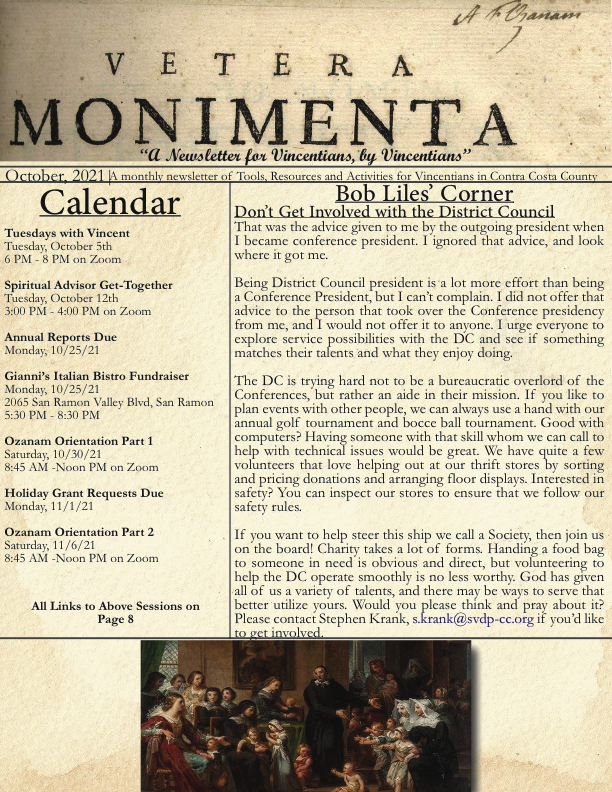 A F Ozanam
VETERA
MONIMENTA
“A Newsletter for Vincentians, by Vincentians”
October, 2021 A monthly newsletter of Tools, Resources and Activities for Vincentians in Contra Costa County
Calendar
Tuesdays with Vincent
Tuesday, October 5th
6 PM - 8 PM on Zoom
Spiritual Advisor Get-Together
Tuesday, October 12th
3:00 PM - 4:00 PM on Zoom
Annual Reports Due
Monday, 10/25/21
Gianni’s Italian Bistro Fundraiser
Monday, 10/25/21
2065 San Ramon Valley Blvd, San Ramon
5:30 PM - 8:30 PM
Ozanam Orientation Part 1
Saturday, 10/30/21
8:45 AM -Noon PM on Zoom
Holiday Grant Requests Due
Monday, 11/1/21
Ozanam Orientation Part 2
Saturday, 11/6/21
8:45 AM -Noon PM on Zoom
All Links to Above Sessions on
Page 8
Bob Liles’ Corner
Don’t Get Involved with the District Council
That was the advice given to me by the outgoing president when
I became conference president. I ignored that advice, and look
where it got me.
Being District Council president is a lot more effort than being
a Conference President, but I can’t complain. I did not offer that
advice to the person that took over the Conference presidency
from me, and I would not offer it to anyone. I urge everyone to
explore service possibilities with the DC and see if something
matches their talents and what they enjoy doing.
The DC is trying hard not to be a bureaucratic overlord of the
Conferences, but rather an aide in their mission. If you like to
plan events with other people, we can always use a hand with our
annual golf tournament and bocce ball tournament. Good with
computers? Having someone with that skill whom we can call to
help with technical issues would be great. We have quite a few
volunteers that love helping out at our thrift stores by sorting
and pricing donations and arranging floor displays. Interested in
safety? You can inspect our stores to ensure that we follow our
safety rules.
If you want to help steer this ship we call a Society, then join us
on the board! Charity takes a lot of forms. Handing a food bag
to someone in need is obvious and direct, but volunteering to
help the DC operate smoothly is no less worthy. God has given
all of us a variety of talents, and there may be ways to serve that
better utilize yours. Would you please think and pray about it?
Please contact Stephen Krank, s.krank@svdp-cc.org if you’d like
to get involved.